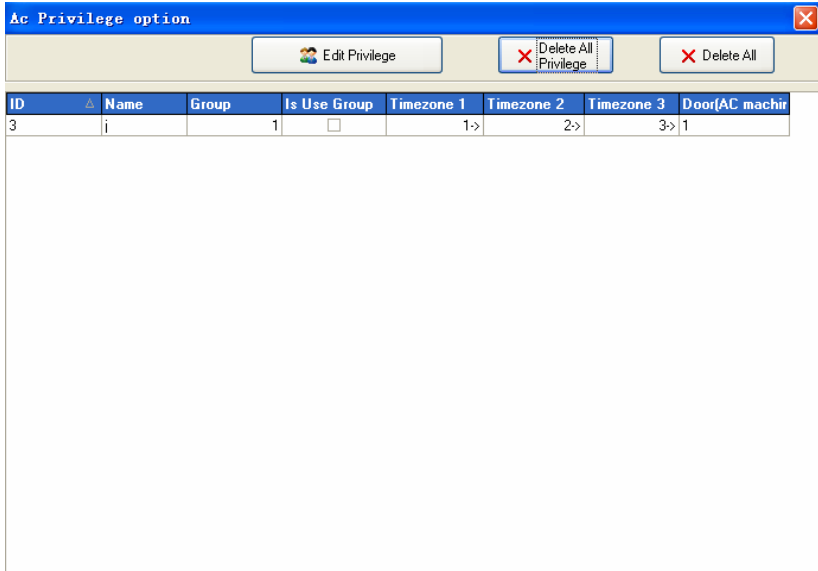 Ac Privilege option
Edit Privilege
Delete All
Privilege
Delete All
ID Name Group Is Use Group Timezone 1 Timezone 2 Timezone 3 Door(AC machin
3 j 1 1-> 2-> 3-> 1